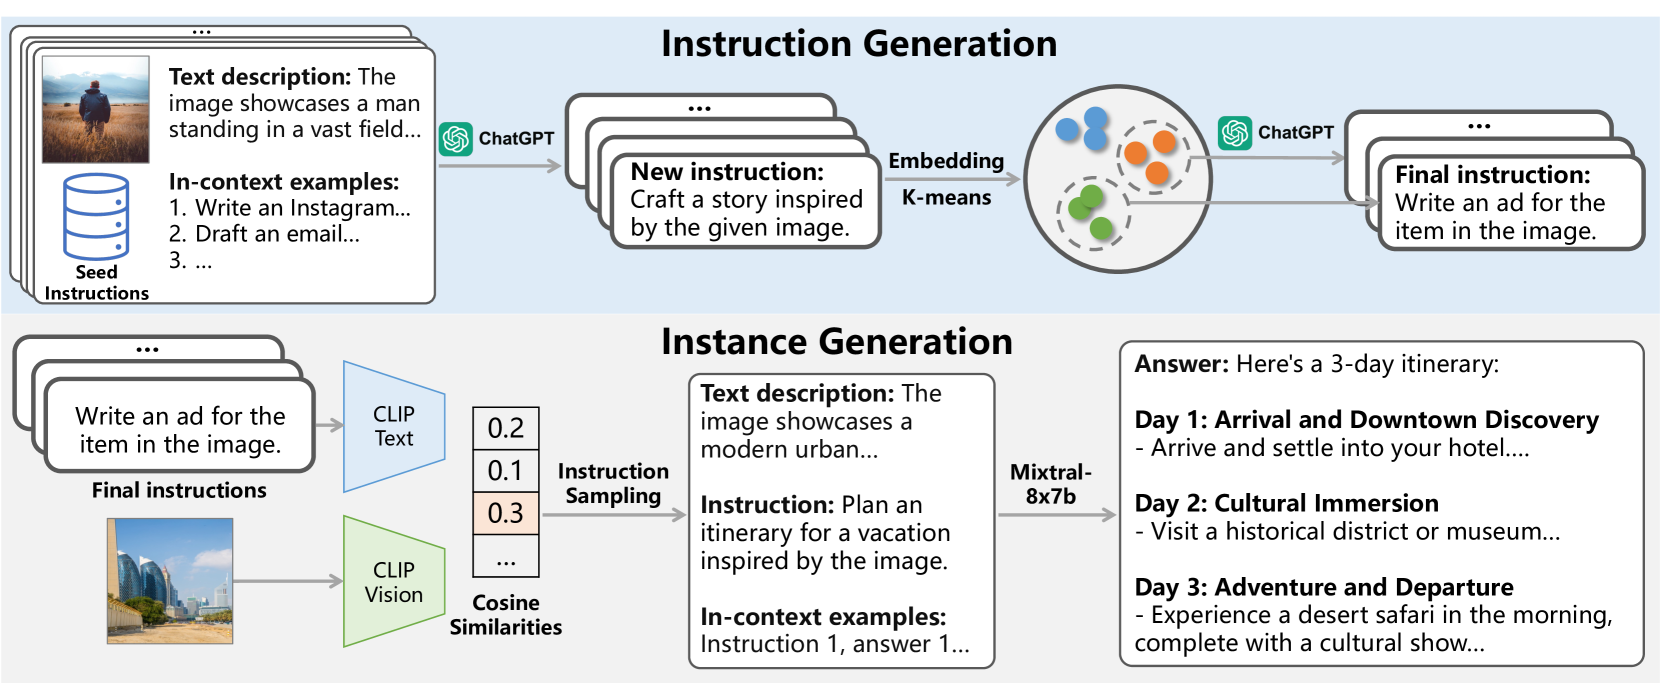 Instruction Generation
...
Text description: The
image showcases a man
standing in a vast field...
In-context examples:
1. Write an Instagram...
2. Draft an email...
3. ...
Seed
Instructions
ChatGPT
...
New instruction:
Craft a story inspired
by the given image.
Embedding
K-means
ChatGPT
...
Final instruction:
Write an ad for the
item in the image.
Instance Generation
...
Write an ad for the
item in the image.
Final instructions
CLIP
Text
CLIP
Vision
0.2
0.1
0.3
...
Cosine
Similarities
Instruction
Sampling
Text description: The
image showcases a
modern urban...
Instruction: Plan an
itinerary for a vacation
inspired by the image.
In-context examples:
Instruction 1, answer 1...
Mixtral-
8x7b
Answer: Here's a 3-day itinerary:
Day 1: Arrival and Downtown Discovery
- Arrive and settle into your hotel....
Day 2: Cultural Immersion
- Visit a historical district or museum...
Day 3: Adventure and Departure
- Experience a desert safari in the morning,
complete with a cultural show...